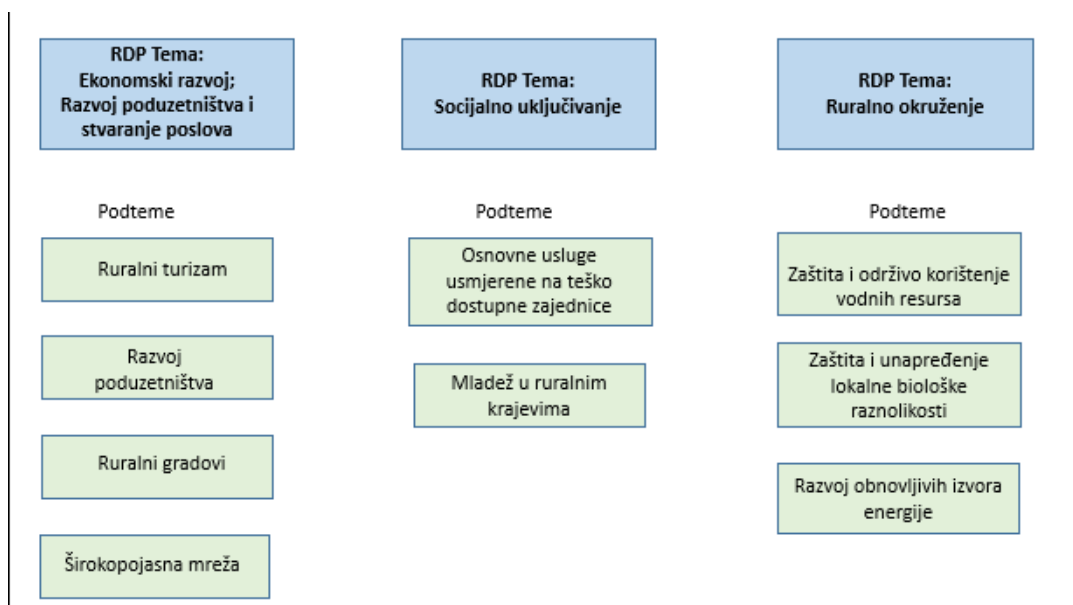 RDP Tema:
Ekonomski razvoj;
Razvoj poduzetništva i
stvaranje poslova
Podteme
Ruralni turizam
Razvoj
poduzetništva
Ruralni gradovi
Širokopojasna mreža
RDP Tema:
Socijalno uključivanje
Podteme
Osnovne usluge
usmjerene na teško
dostupne zajednice
Mladež u ruralnim
krajevima
RDP Tema:
Ruralno okruženje
Podteme
Zaštita i održivo korištenje
vodnih resursa
Zaštita i unapređenje
lokalne biološke
raznolikosti
Razvoj obnovljivih izvora
energije